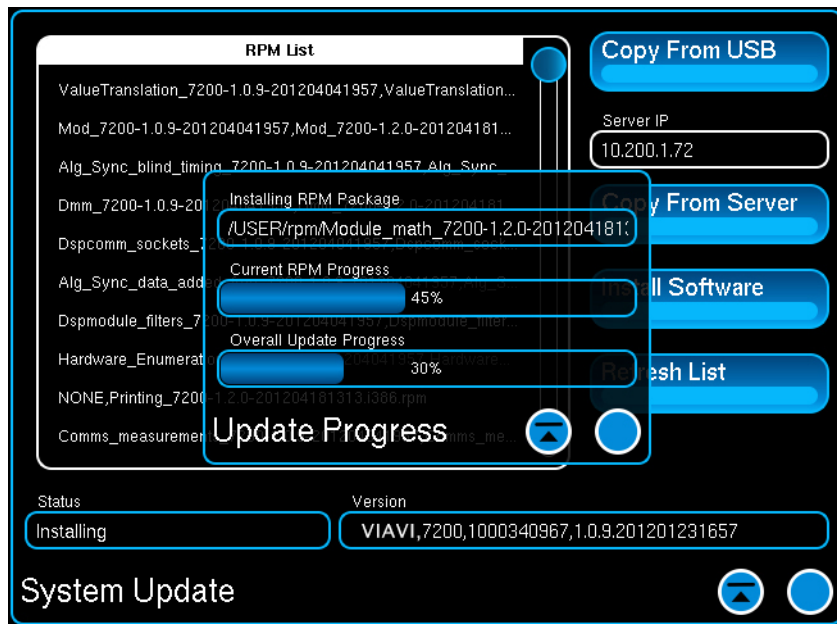 RPM List
ValueTranslation_7200-1.0.9-201204041957,ValueTranslation...
Mod_7200-1.0.9-201204041957,Mod_7200-1.2.0-201204181...
Alg_Sync_blind_timing_7200-1.0.9-201204041957,Alg_Sync_
Dmm_7200-1.0.9-20
Dspcomm_sockets_
Alg_Sync_data_add
Dspmodule_filters_7
Hardware_Enumerat
NONE,Printing_7200-1.2.0-201204181313.i386.rpm
Comms_measuremen
Copy From USB
Server IP
10.200.1.72
Copy From Server
Install Software
Refresh List
Installing RPM Package
/USER/rpm/Module_math_7200-1.2.0-201204181
Current RPM Progress
45%
Overall Update Progress
30%
Update Progress
Status
Installing
Version
VIAVI,7200,1000340967,1.0.9.201201231657
System Update